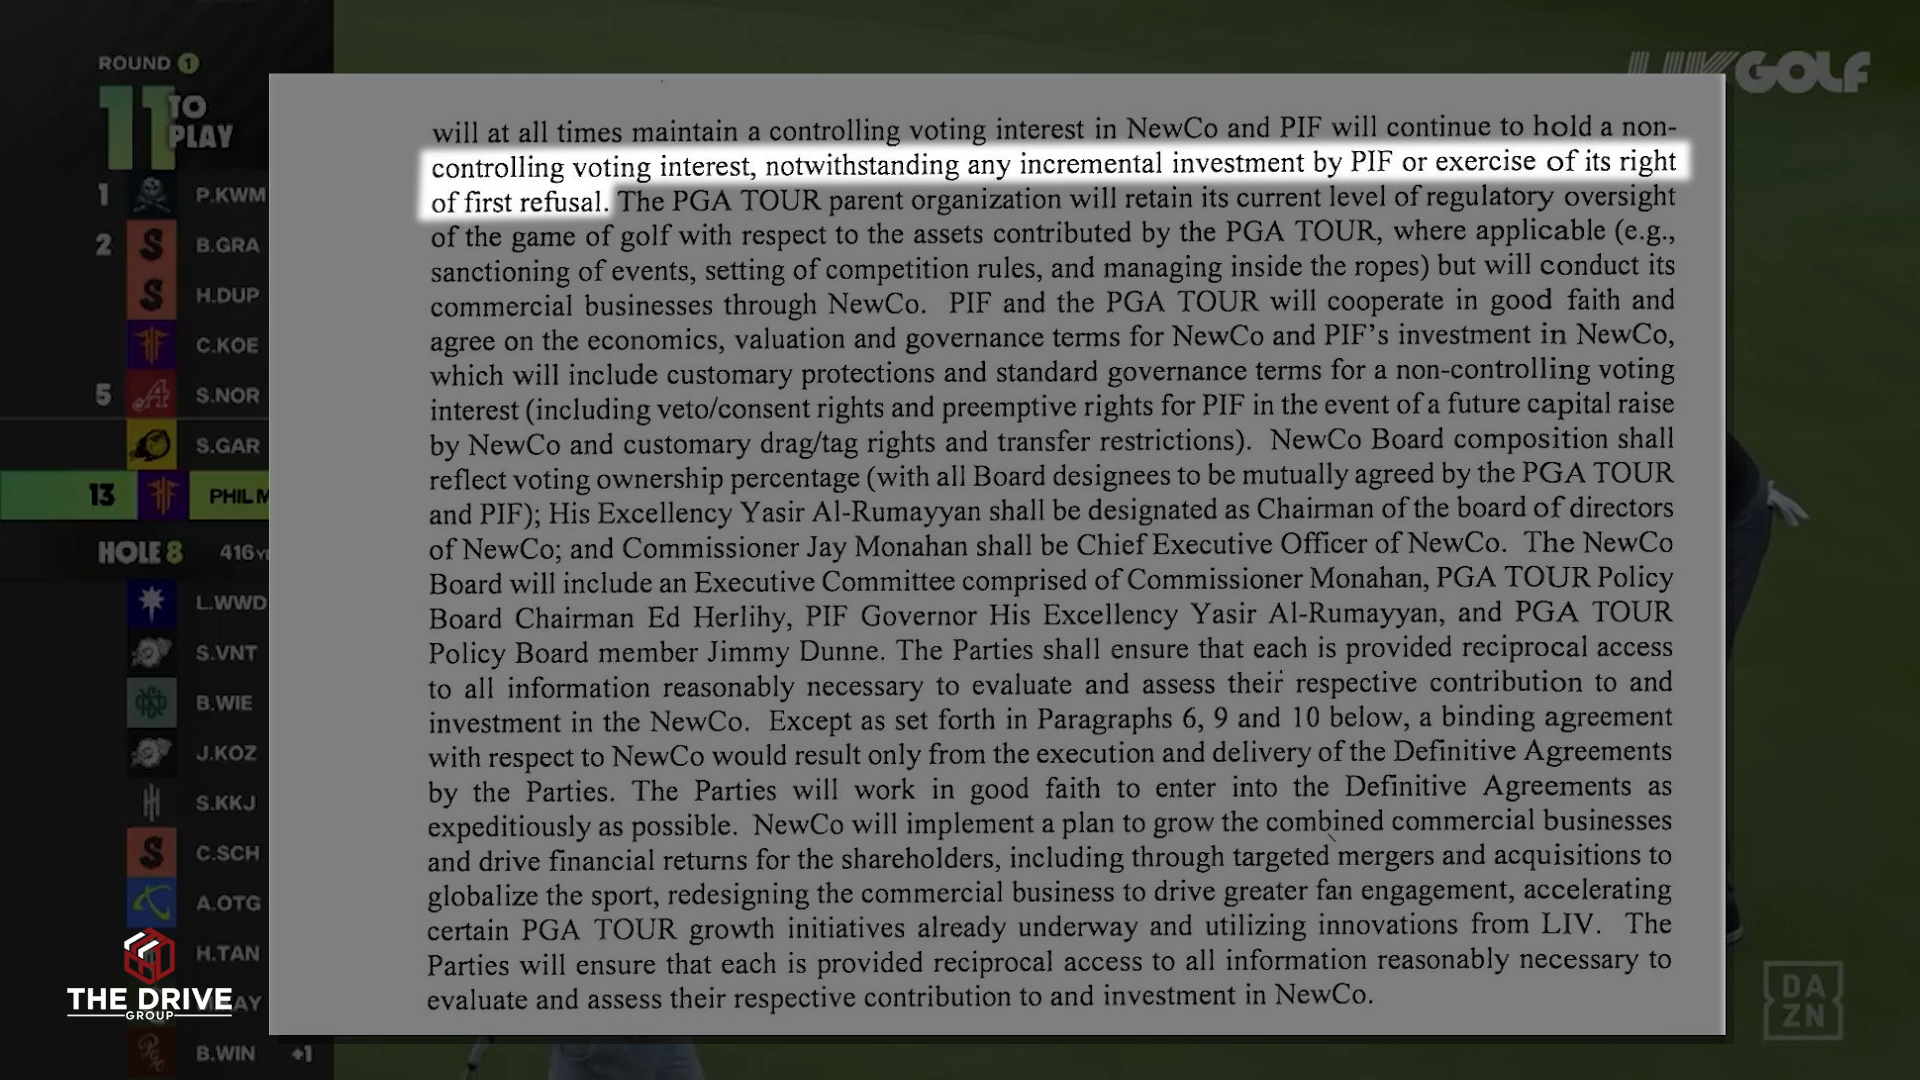 ROUND 1
11 TO PLAY
1 P.KWM
2 B.GRA
H.DUP
C.KOE
5 S.NOR
S.GAR
13 PHIL M
HOLE 8 416
L.WWD
S.VNT
B.WIE
J.KOZ
S.KKJ
C.SCH
A.OTG
H.TAN
B.WIN +1
THE DRIVE
GROUP
LIV GOLF
will at all times maintain a controlling voting interest in NewCo and PIF will continue to hold a non-
controlling voting interest, notwithstanding any incremental investment by PIF or exercise of its right
of first refusal. The PGA TOUR parent organization will retain its current level of regulatory oversight
of the game of golf with respect to the assets contributed by the PGA TOUR, where applicable (e.g.,
sanctioning of events, setting of competition rules, and managing inside the ropes) but will conduct its
commercial businesses through NewCo. PIF and the PGA TOUR will cooperate in good faith and
agree on the economics, valuation and governance terms for NewCo and PIF's investment in NewCo,
which will include customary protections and standard governance terms for a non-controlling voting
interest (including veto/consent rights and preemptive rights for PIF in the event of a future capital raise
by NewCo and customary drag/tag rights and transfer restrictions). NewCo Board composition shall
reflect voting ownership percentage (with all Board designees to be mutually agreed by the PGA TOUR
and PIF); His Excellency Yasir Al-Rumayyan shall be designated as Chairman of the board of directors
of NewCo; and Commissioner Jay Monahan shall be Chief Executive Officer of NewCo. The NewCo
Board will include an Executive Committee comprised of Commissioner Monahan, PGA TOUR Policy
Board Chairman Ed Herlihy, PIF Governor His Excellency Yasir Al-Rumayyan, and PGA TOUR
Policy Board member Jimmy Dunne. The Parties shall ensure that each is provided reciprocal access
to all information reasonably necessary to evaluate and assess their respective contribution to and
investment in the NewCo. Except as set forth in Paragraphs 6, 9 and 10 below, a binding agreement
with respect to NewCo would result only from the execution and delivery of the Definitive Agreements
by the Parties. The Parties will work in good faith to enter into the Definitive Agreements as
expeditiously as possible. NewCo will implement a plan to grow the combined commercial businesses
and drive financial returns for the shareholders, including through targeted mergers and acquisitions to
globalize the sport, redesigning the commercial business to drive greater fan engagement, accelerating
certain PGA TOUR growth initiatives already underway and utilizing innovations from LIV. The
Parties will ensure that each is provided reciprocal access to all information reasonably necessary to
evaluate and assess their respective contribution to and investment in NewCo.
DAZN